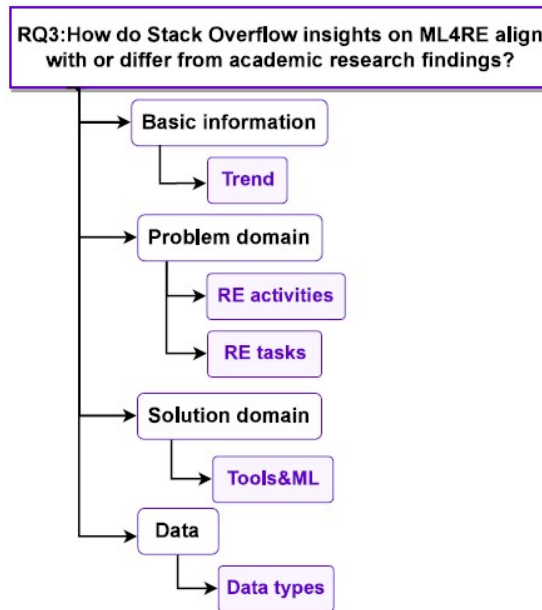 RQ3:How do Stack Overflow insights on ML4RE align
with or differ from academic research findings?
Basic information
Trend
Problem domain
RE activities
RE tasks
Solution domain
Tools&ML
Data
Data types